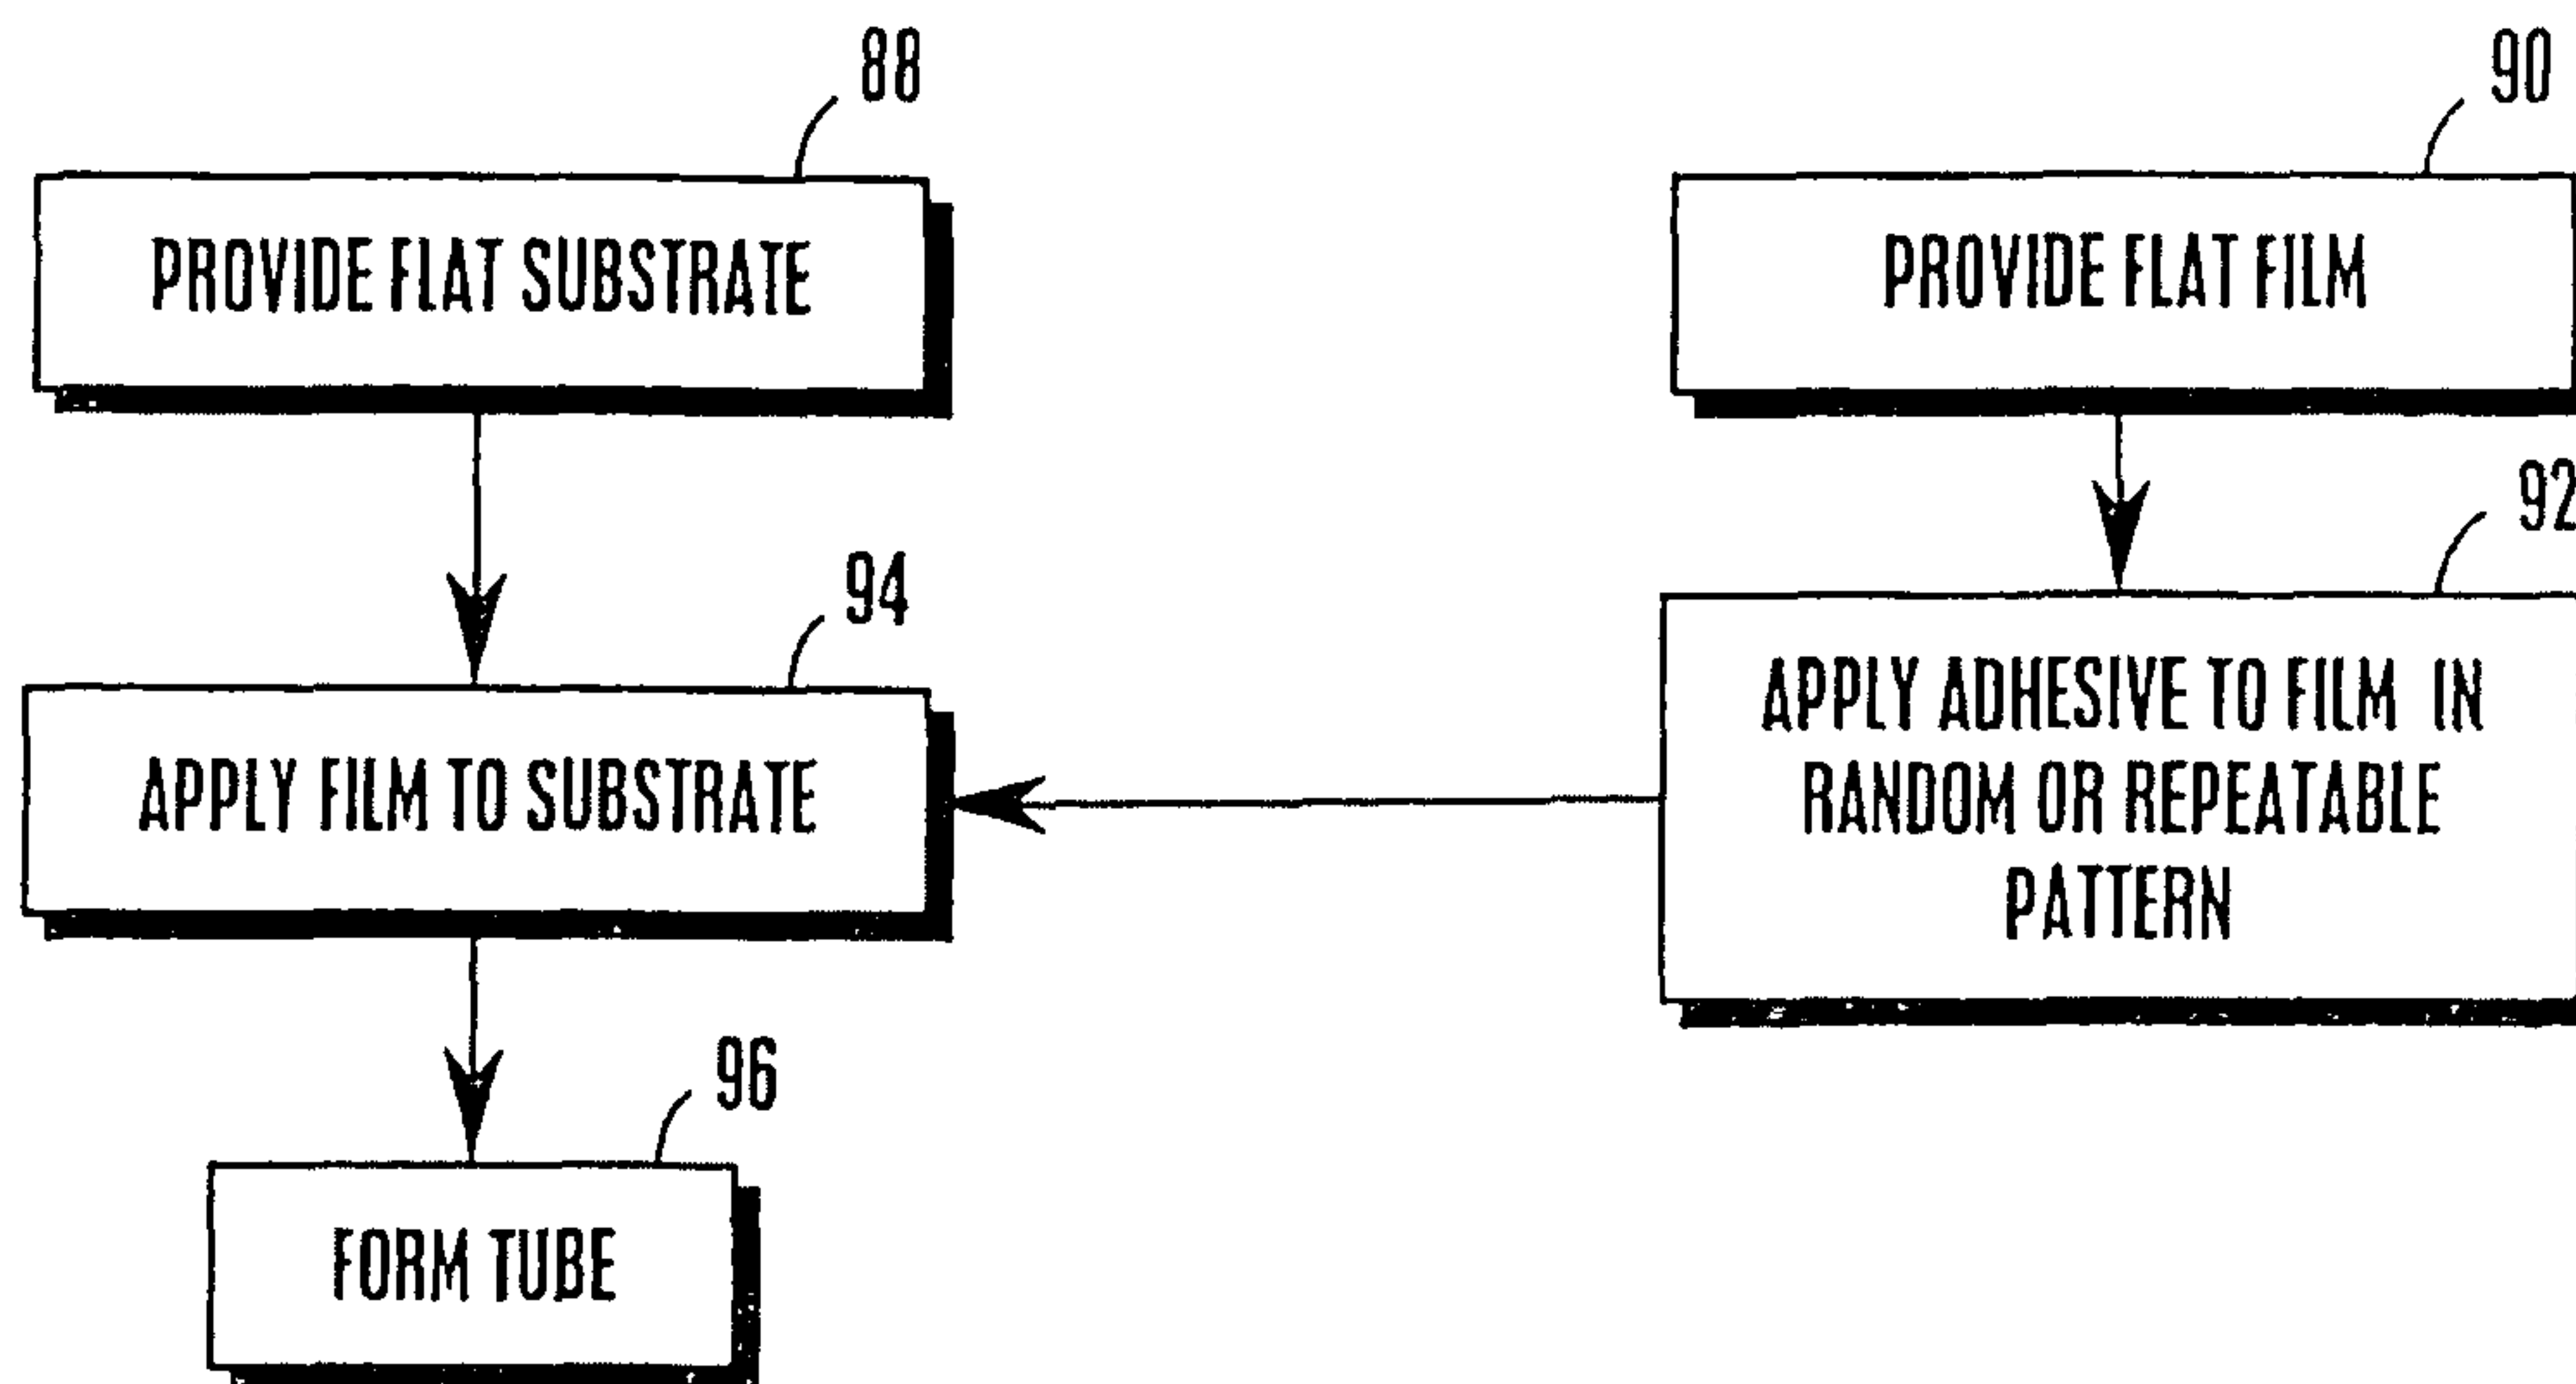 88
PROVIDE FLAT SUBSTRATE
90
PROVIDE FLAT FILM
92
APPLY ADHESIVE TO FILM IN
RANDOM OR REPEATABLE
PATTERN
94
APPLY FILM TO SUBSTRATE
96
FORM TUBE